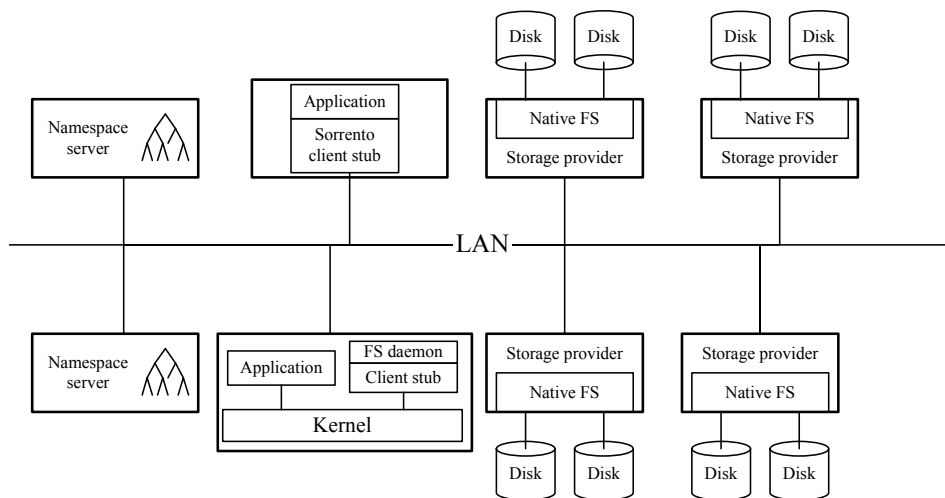 Disk
Disk
Disk
Disk
Namespace
server
Application
Sorrento
client stub
Native FS
Storage provider
Native FS
Storage provider
LAN
Namespace
server
Application
FS daemon
Client stub
Kernel
Storage provider
Native FS
Storage provider
Native FS
Disk
Disk
Disk
Disk